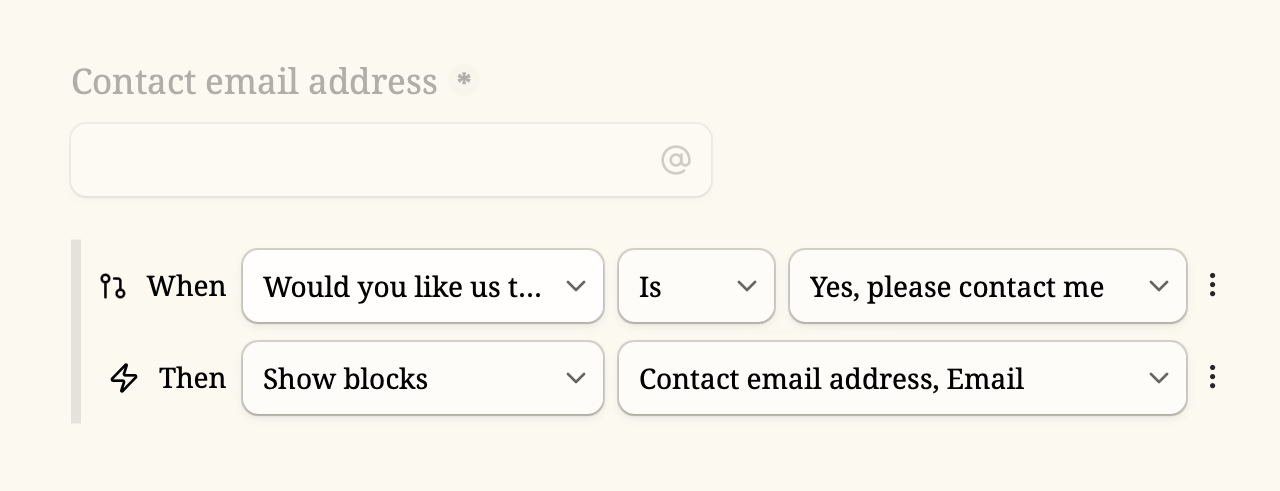 Contact email address *
@
When Would you like us t... Is Yes, please contact me
Then Show blocks Contact email address, Email